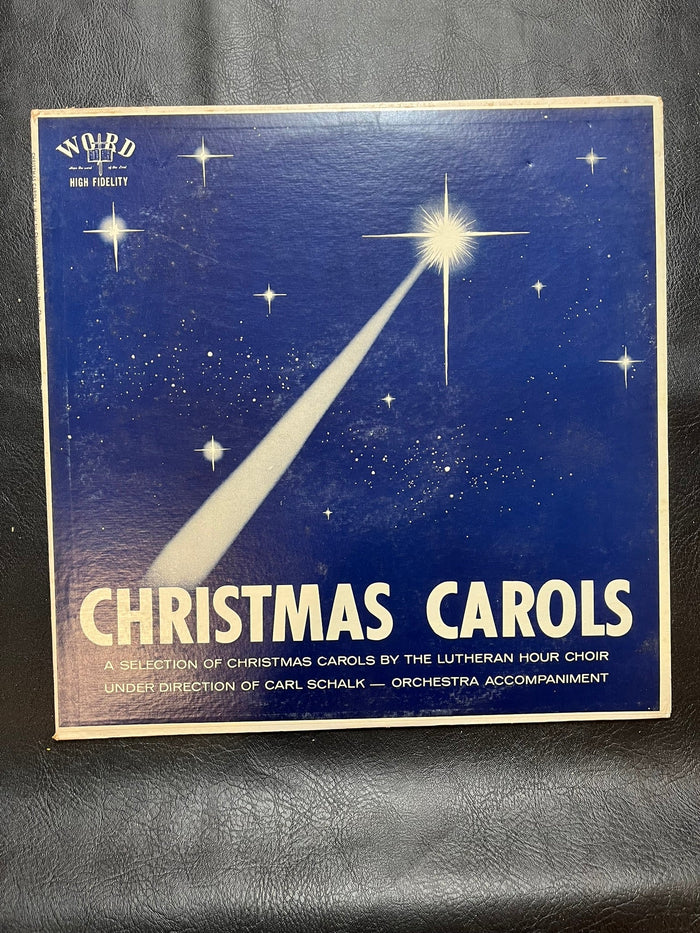 WORD
HIGH FIDELITY
CHRISTMAS CAROLS
A SELECTION OF CHRISTMAS CAROLS BY THE LUTHERAN HOUR CHOIR
UNDER DIRECTION OF CARL SCHALK — ORCHESTRA ACCOMPANIMENT